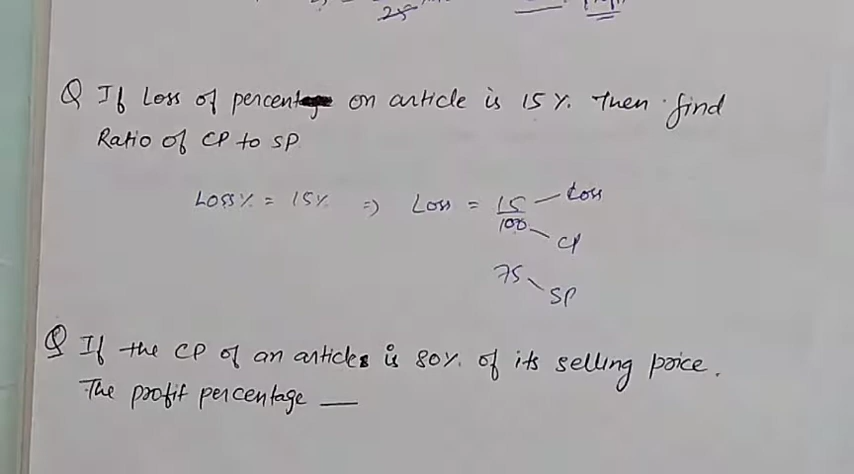 25
Q If Loss of percentage on article is 15%. Then find
Ratio of CP to SP
Loss% = 15% => Loss = 15/100 Loss
CP
75 SP
Q If the CP of an article is 80% of its selling price.
The profit percentage —